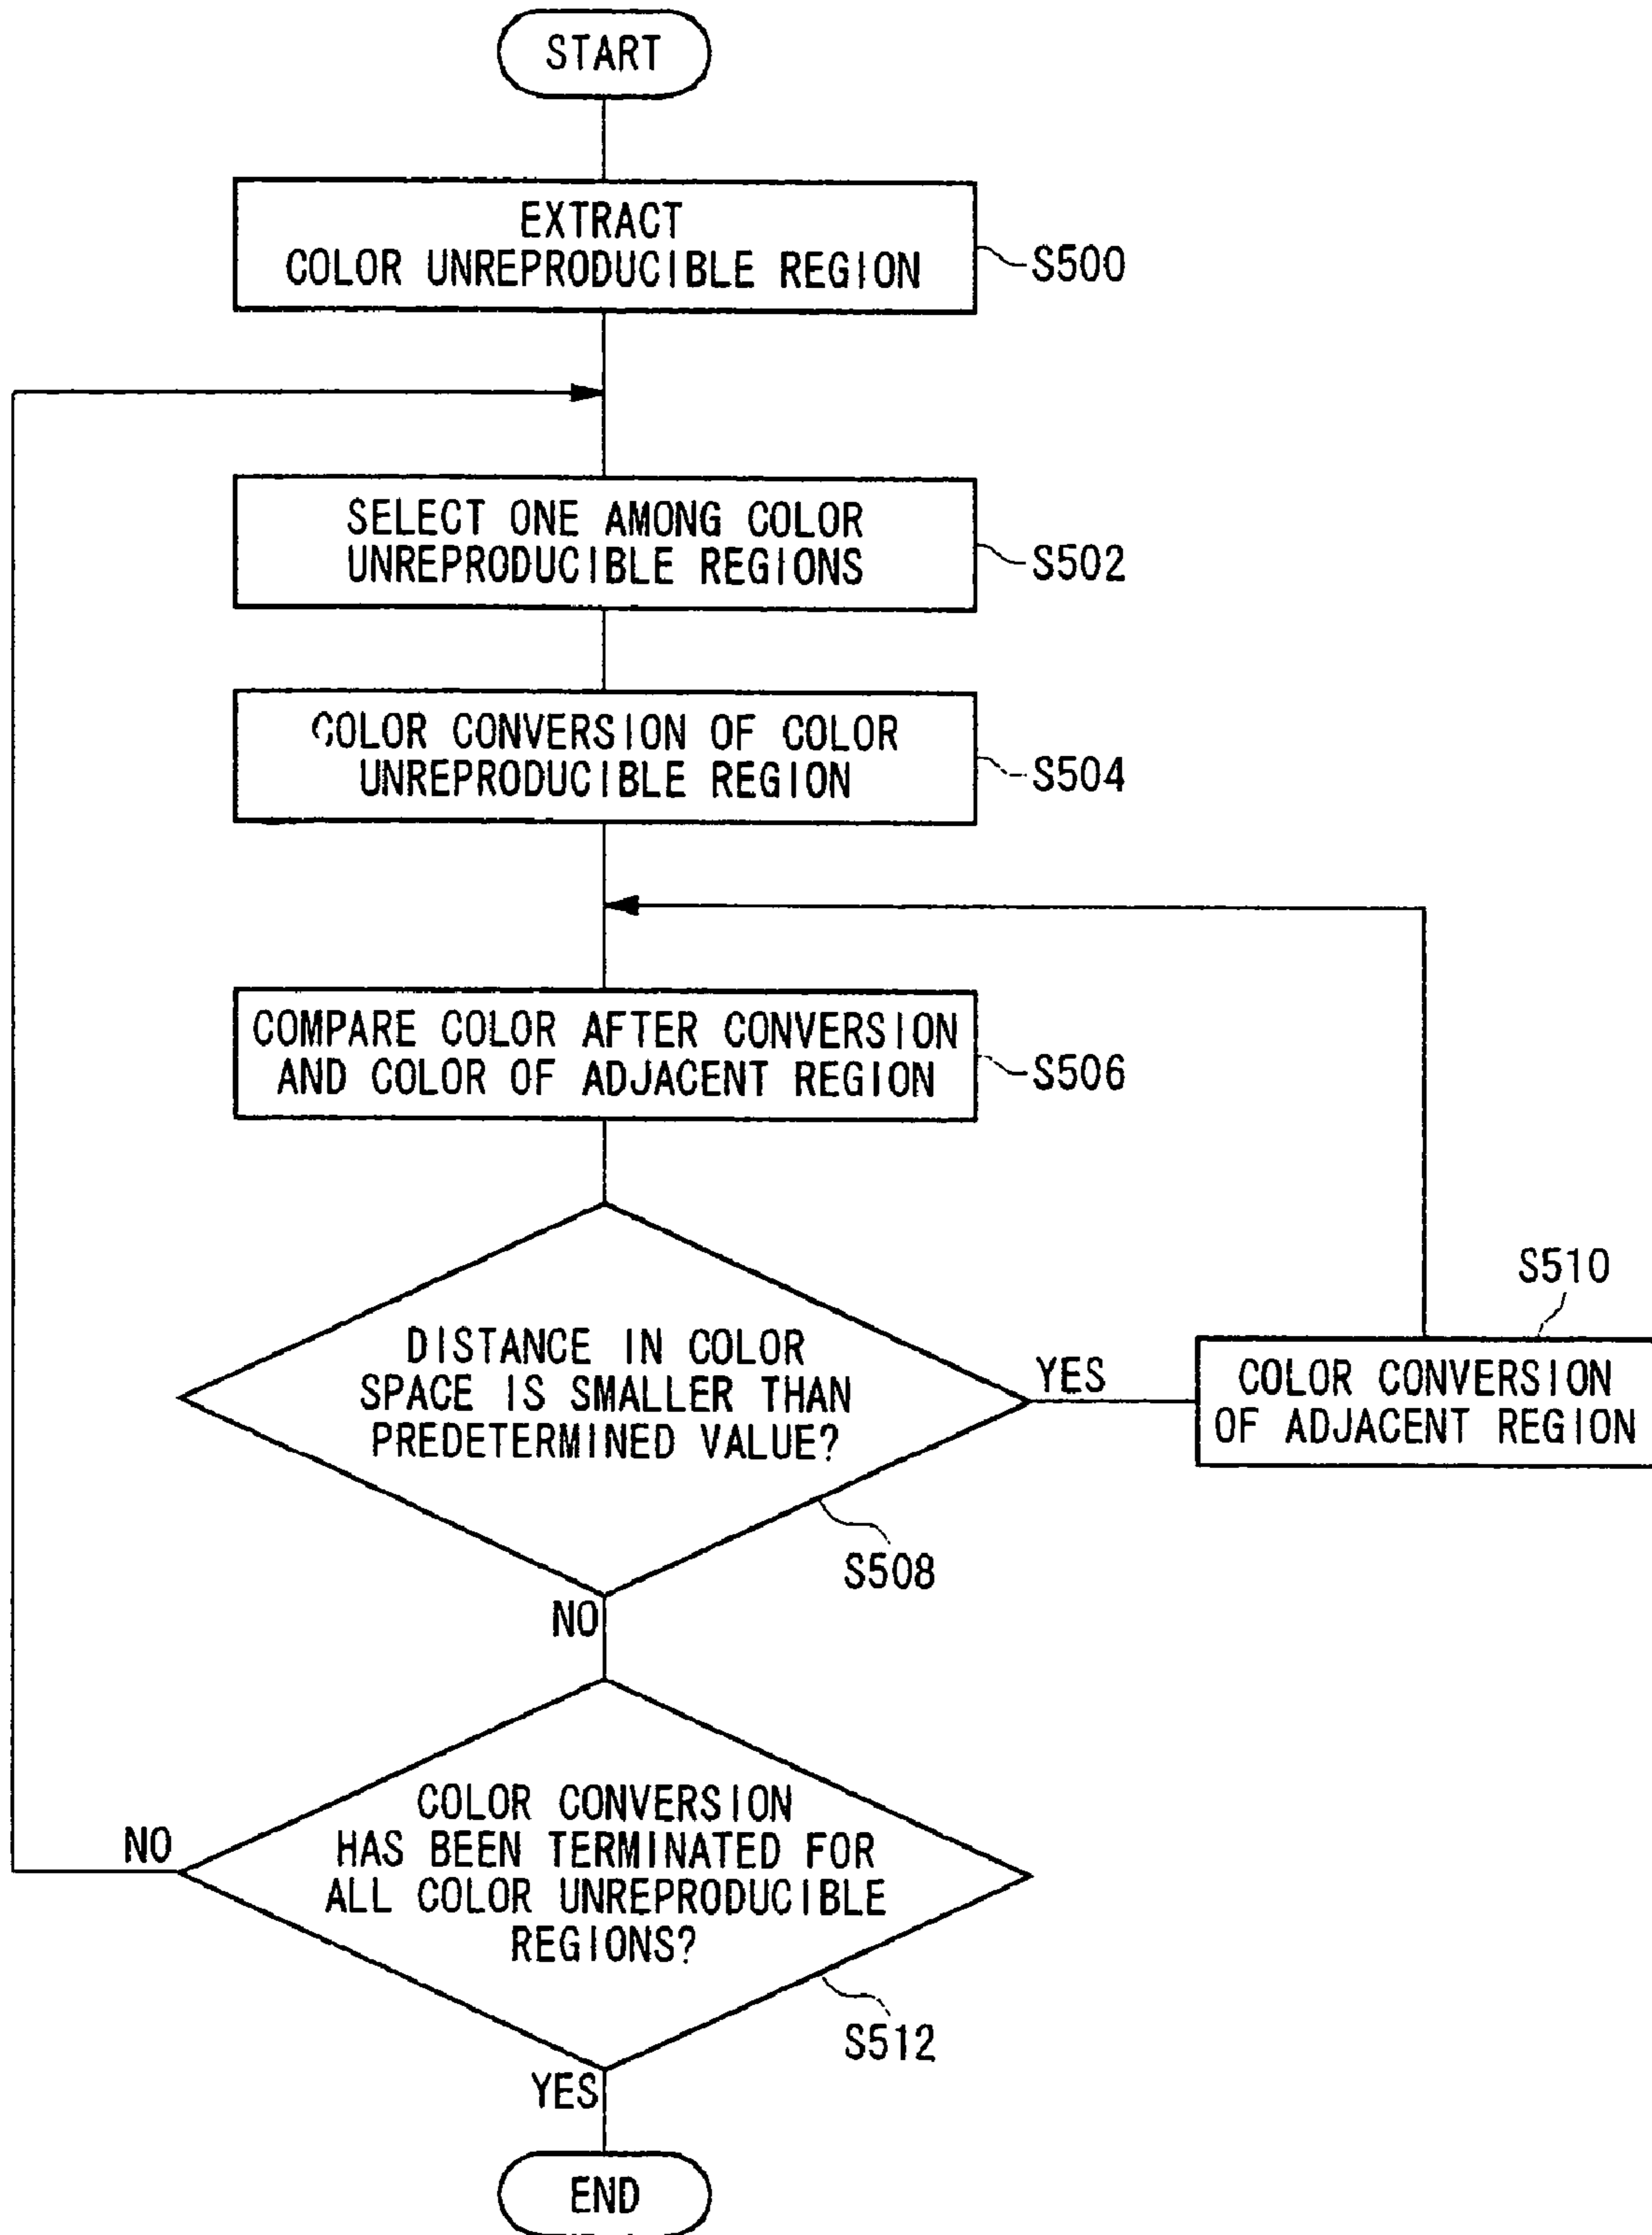 START
EXTRACT
COLOR UNREPRODUCIBLE REGION
S500
SELECT ONE AMONG COLOR
UNREPRODUCIBLE REGIONS
S502
COLOR CONVERSION OF COLOR
UNREPRODUCIBLE REGION
S504
COMPARE COLOR AFTER CONVERSION
AND COLOR OF ADJACENT REGION
S506
DISTANCE IN COLOR
SPACE IS SMALLER THAN
PREDETERMINED VALUE?
S508
YES
S510
COLOR CONVERSION
OF ADJACENT REGION
NO
COLOR CONVERSION
HAS BEEN TERMINATED FOR
ALL COLOR UNREPRODUCIBLE
REGIONS?
NO
S512
YES
END